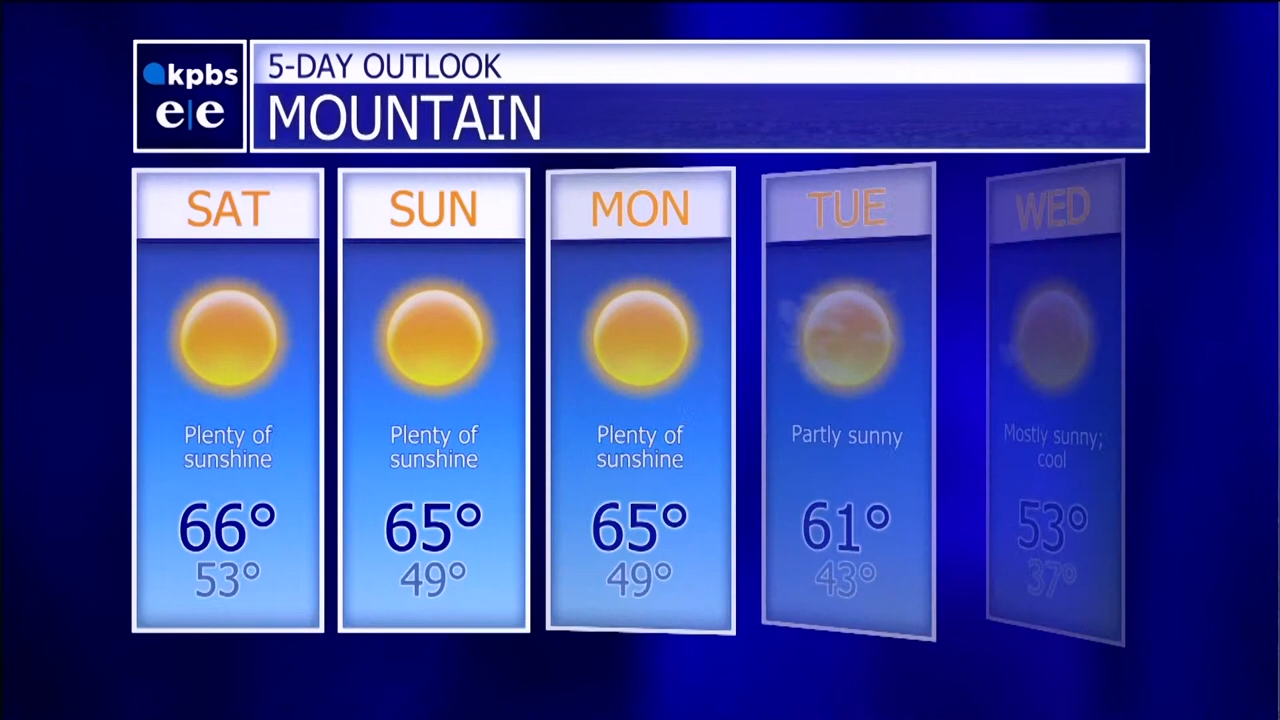 kpbs
e|e
5-DAY OUTLOOK
MOUNTAIN
SAT
Plenty of
sunshine
66°
53°
SUN
Plenty of
sunshine
65°
49°
MON
Plenty of
sunshine
65°
49°
TUE
Partly sunny
61°
43°
WED
Mostly sunny;
cool
53°
37°